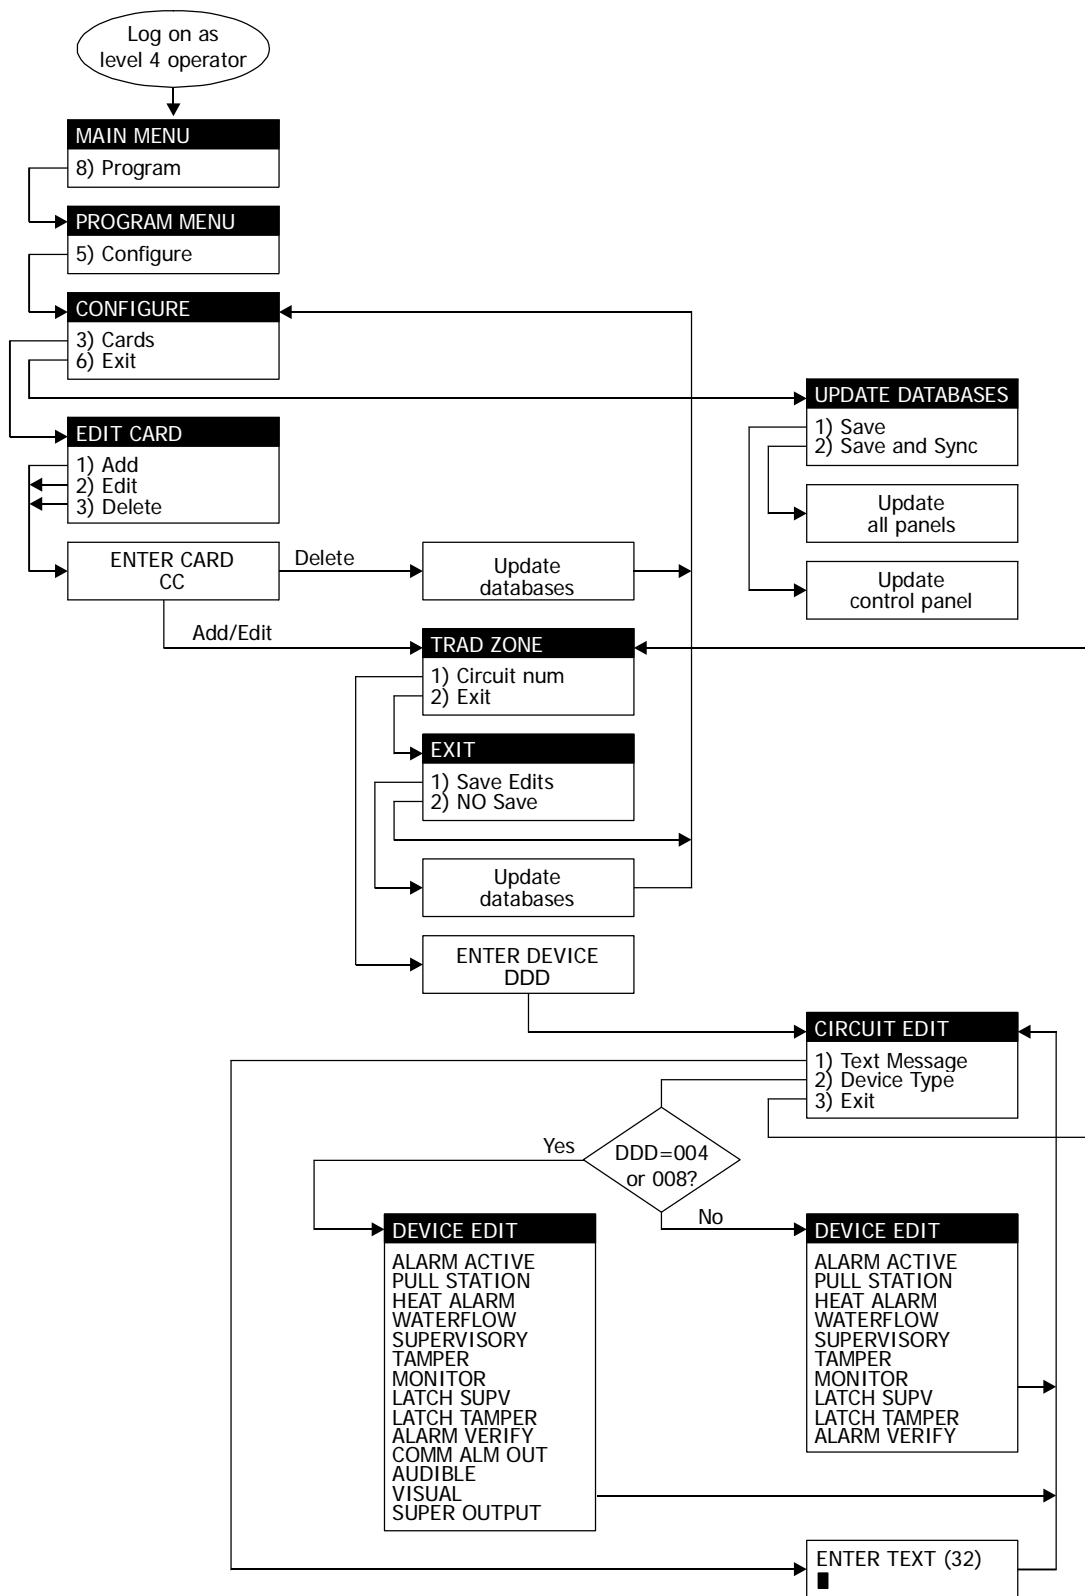 Log on as
level 4 operator
MAIN MENU
8) Program
PROGRAM MENU
5) Configure
CONFIGURE
3) Cards
6) Exit
UPDATE DATABASES
1) Save
2) Save and Sync
EDIT CARD
1) Add
2) Edit
3) Delete
Update
all panels
ENTER CARD
CC
Delete
Update
databases
Update
control panel
Add/Edit
TRAD ZONE
1) Circuit num
2) Exit
EXIT
1) Save Edits
2) NO Save
Update
databases
ENTER DEVICE
DDD
CIRCUIT EDIT
1) Text Message
2) Device Type
3) Exit
Yes
DDD=004
or 008?
No
DEVICE EDIT
ALARM ACTIVE
PULL STATION
HEAT ALARM
WATERFLOW
SUPERVISORY
TAMPER
MONITOR
LATCH SUPV
LATCH TAMPER
ALARM VERIFY
COMM ALM OUT
AUDIBLE
VISUAL
SUPER OUTPUT
DEVICE EDIT
ALARM ACTIVE
PULL STATION
HEAT ALARM
WATERFLOW
SUPERVISORY
TAMPER
MONITOR
LATCH SUPV
LATCH TAMPER
ALARM VERIFY
ENTER TEXT (32)